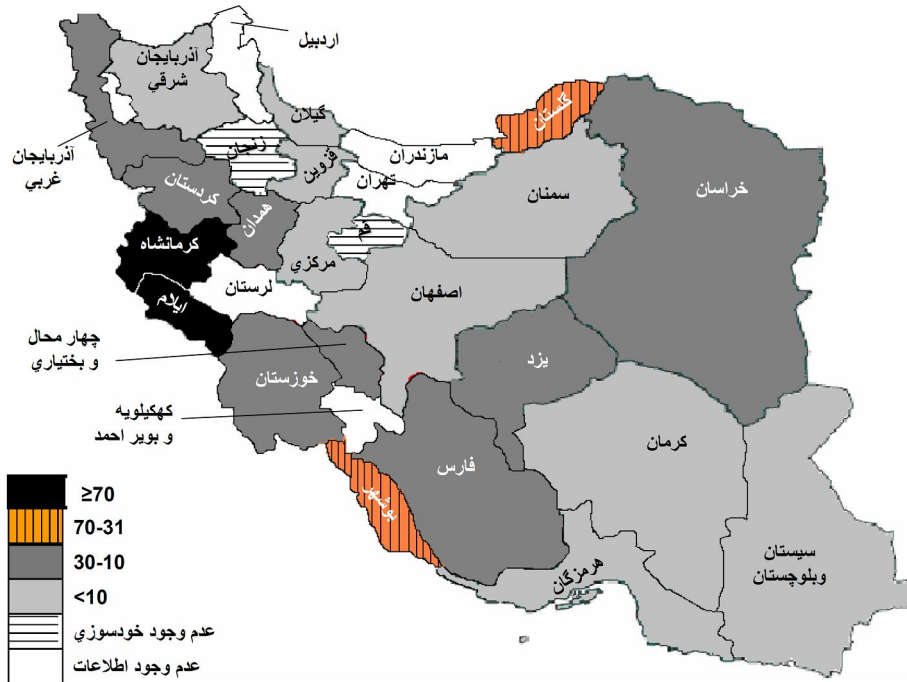 اردبيل
آذربايجان
شرقي
گيلان
زنجان
آذربايجان
غربي
قزوين
مازندران
تهران
گلستان
خراسان
سمنان
كردستان
همدان
قم
كرمانشاه
مركزي
لرستان
اصفهان
ايلام
چهار محال
و بختياري
خوزستان
يزد
كهكيلويه
و بوير احمد
كرمان
فارس
بوشهر
سيستان
وبلوچستان
هرمزگان
≥70
70-31
30-10
<10
عدم وجود خودسوزي
عدم وجود اطلاعات